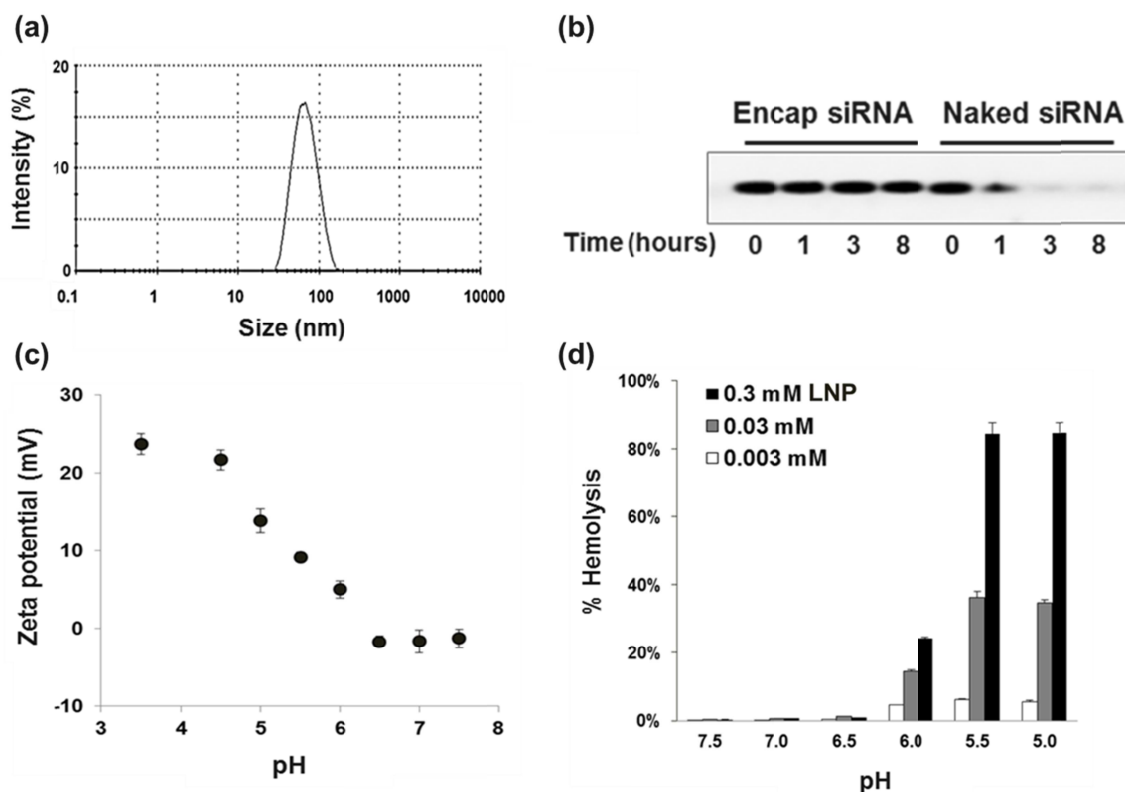 (a)
Intensity (%)
20
15
10
5
0
0.1 1 10 100 1000 10000
Size (nm)
(b)
Encap siRNA Naked siRNA
Time (hours) 0 1 3 8 0 1 3 8
(c)
Zeta potential (mV)
30
20
10
0
-10
3 4 5 6 7 8
pH
(d)
% Hemolysis
100%
80%
60%
40%
20%
0%
0.3 mM LNP
0.03 mM
0.003 mM
7.5 7.0 6.5 6.0 5.5 5.0
pH